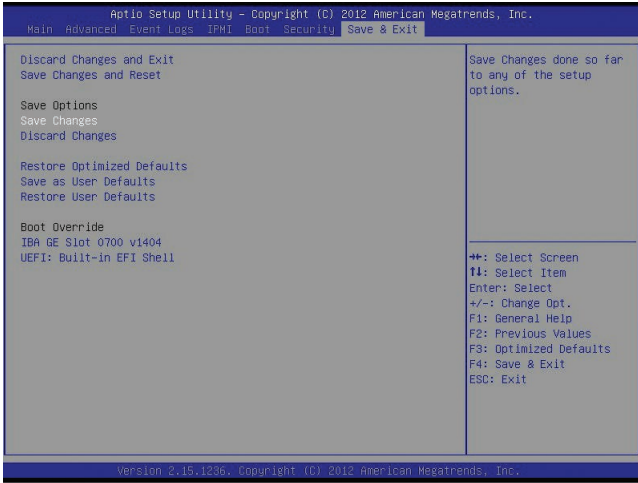 Aptio Setup Utility – Copyright (C) 2012 American Megatrends, Inc.
Main Advanced Event Logs IPMI Boot Security Save & Exit
Discard Changes and Exit
Save Changes and Reset
Save Options
Save Changes
Discard Changes
Restore Optimized Defaults
Save as User Defaults
Restore User Defaults
Boot Override
IBA GE Slot 0700 v1404
UEFI: Built-in EFI Shell
Save Changes done so far
to any of the setup
options.
→←: Select Screen
↑↓: Select Item
Enter: Select
+/-: Change Opt.
F1: General Help
F2: Previous Values
F3: Optimized Defaults
F4: Save & Exit
ESC: Exit
Version 2.15.1236. Copyright (C) 2012 American Megatrends, Inc.